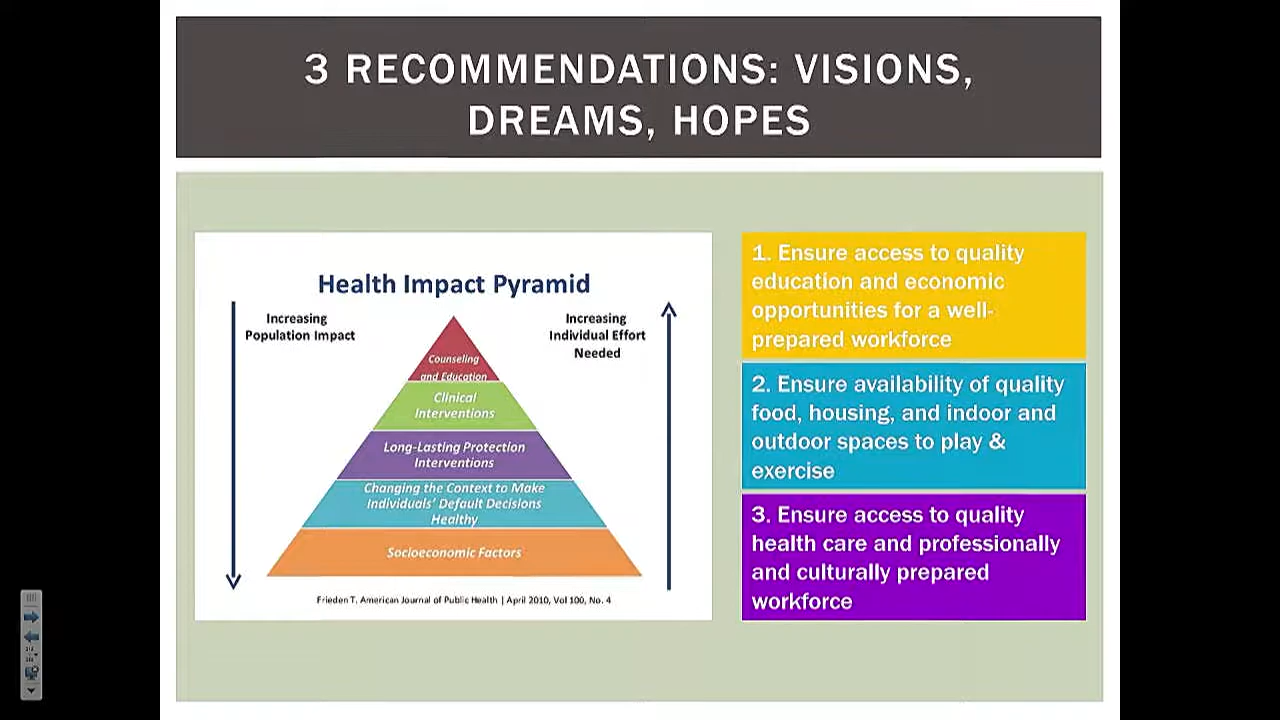 3 RECOMMENDATIONS: VISIONS,
DREAMS, HOPES
Health Impact Pyramid
Increasing
Population Impact
Increasing
Individual Effort
Needed
Counseling
and Education
Clinical
Interventions
Long-Lasting Protection
Interventions
Changing the Context to Make
Individuals' Default Decisions
Healthy
Socioeconomic Factors
Frieden T. American Journal of Public Health | April 2010, Vol 100, No. 4
1. Ensure access to quality
education and economic
opportunities for a well-
prepared workforce
2. Ensure availability of quality
food, housing, and indoor and
outdoor spaces to play &
exercise
3. Ensure access to quality
health care and professionally
and culturally prepared
workforce